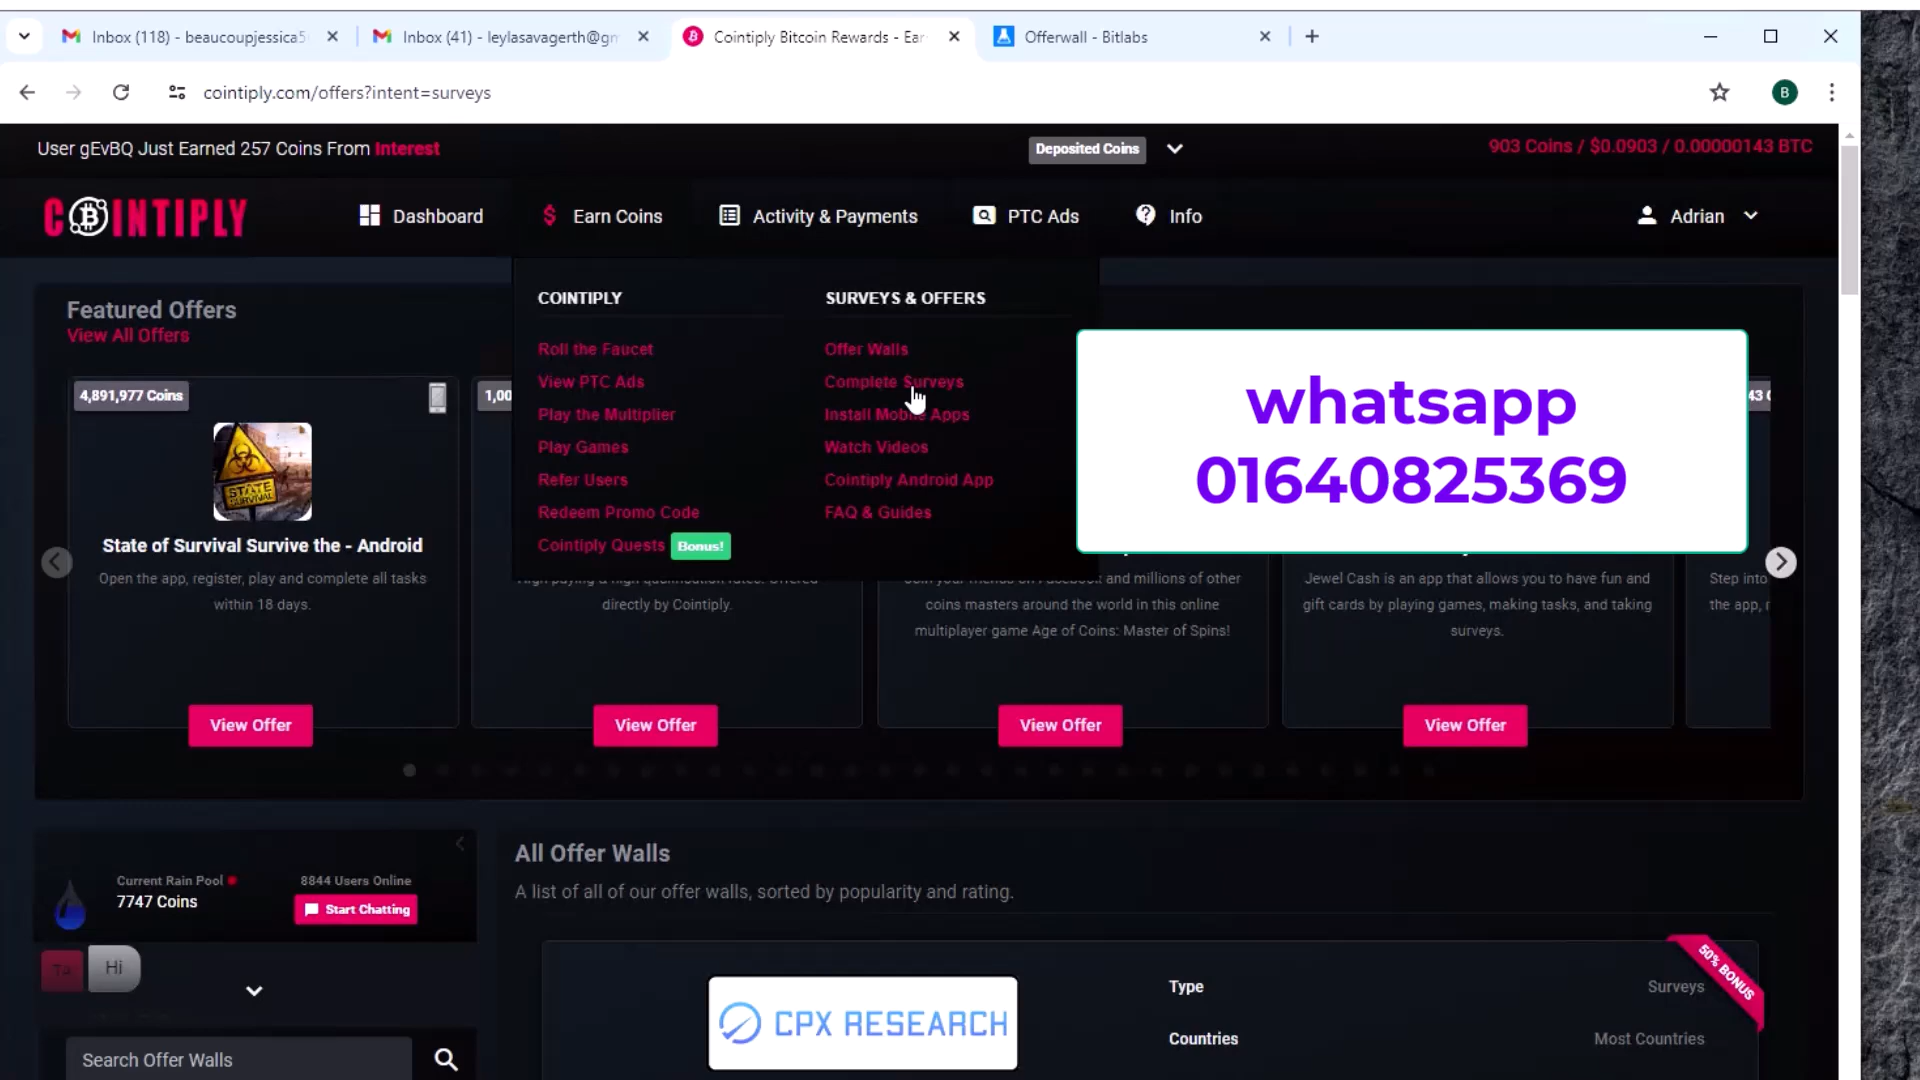 Inbox (118) - beaucoupjessica5
Inbox (41) - leylasavagerth@gm
Cointiply Bitcoin Rewards - Ear
Offerwall - Bitlabs
cointiply.com/offers?intent=surveys
B
User gEvBQ Just Earned 257 Coins From Interest
Deposited Coins
903 Coins / $0.0903 / 0.00000143 BTC
COINTIPLY
Dashboard
Earn Coins
Activity & Payments
PTC Ads
Info
Adrian
COINTIPLY
Roll the Faucet
View PTC Ads
Play the Multiplier
Play Games
Refer Users
Redeem Promo Code
Cointiply Quests Bonus!
SURVEYS & OFFERS
Offer Walls
Complete Surveys
Install Mobile Apps
Watch Videos
Cointiply Android App
FAQ & Guides
whatsapp
01640825369
Featured Offers
View All Offers
4,891,977 Coins
STATE
SURVIVAL
State of Survival Survive the - Android
Open the app, register, play and complete all tasks
within 18 days.
View Offer
1,00
directly by Cointiply.
View Offer
and millions of other
coins masters around the world in this online
multiplayer game Age of Coins: Master of Spins!
View Offer
Jewel Cash is an app that allows you to have fun and
gift cards by playing games, making tasks, and taking
surveys.
View Offer
Step into
the app, r
Current Rain Pool
7747 Coins
8844 Users Online
Start Chatting
Hi
Search Offer Walls
All Offer Walls
A list of all of our offer walls, sorted by popularity and rating.
CPX RESEARCH
Type
Surveys
Countries
Most Countries
50% BONUS